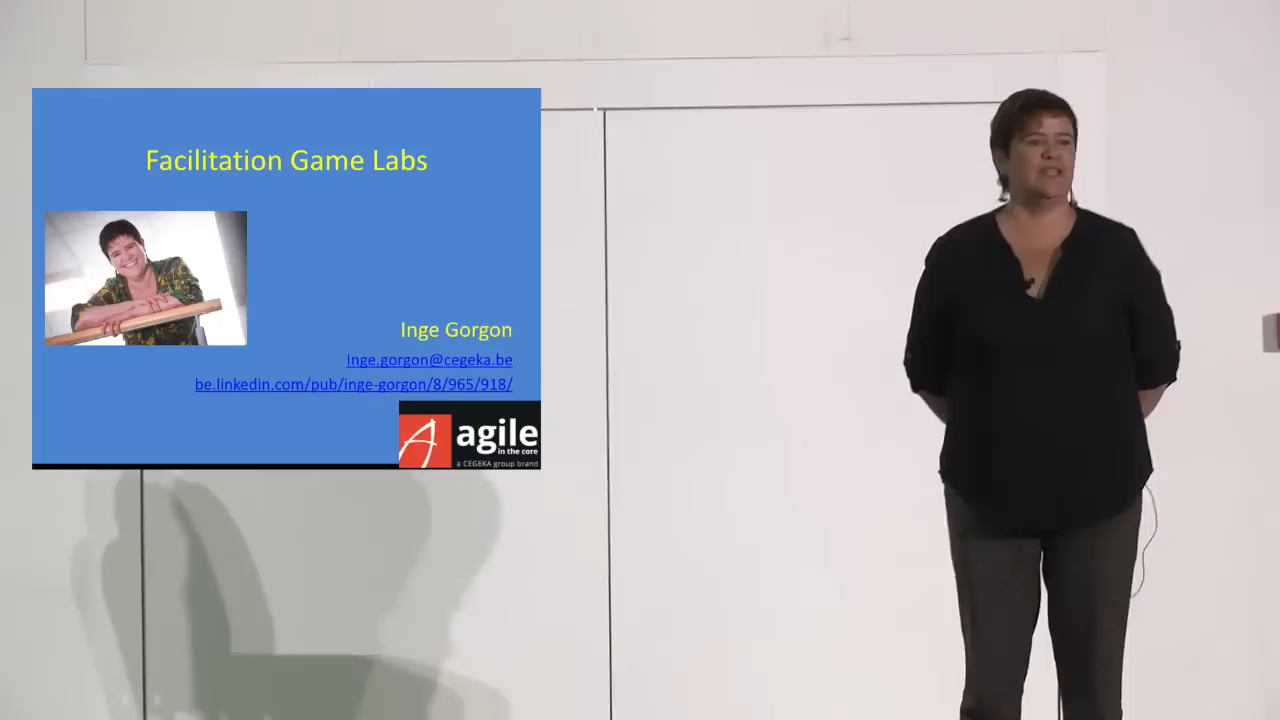 Facilitation Game Labs
Inge Gorgon
Inge.gorgon@cegeka.be
be.linkedin.com/pub/inge-gorgon/8/965/918/
agile
in the core
a CEGEKA group brand